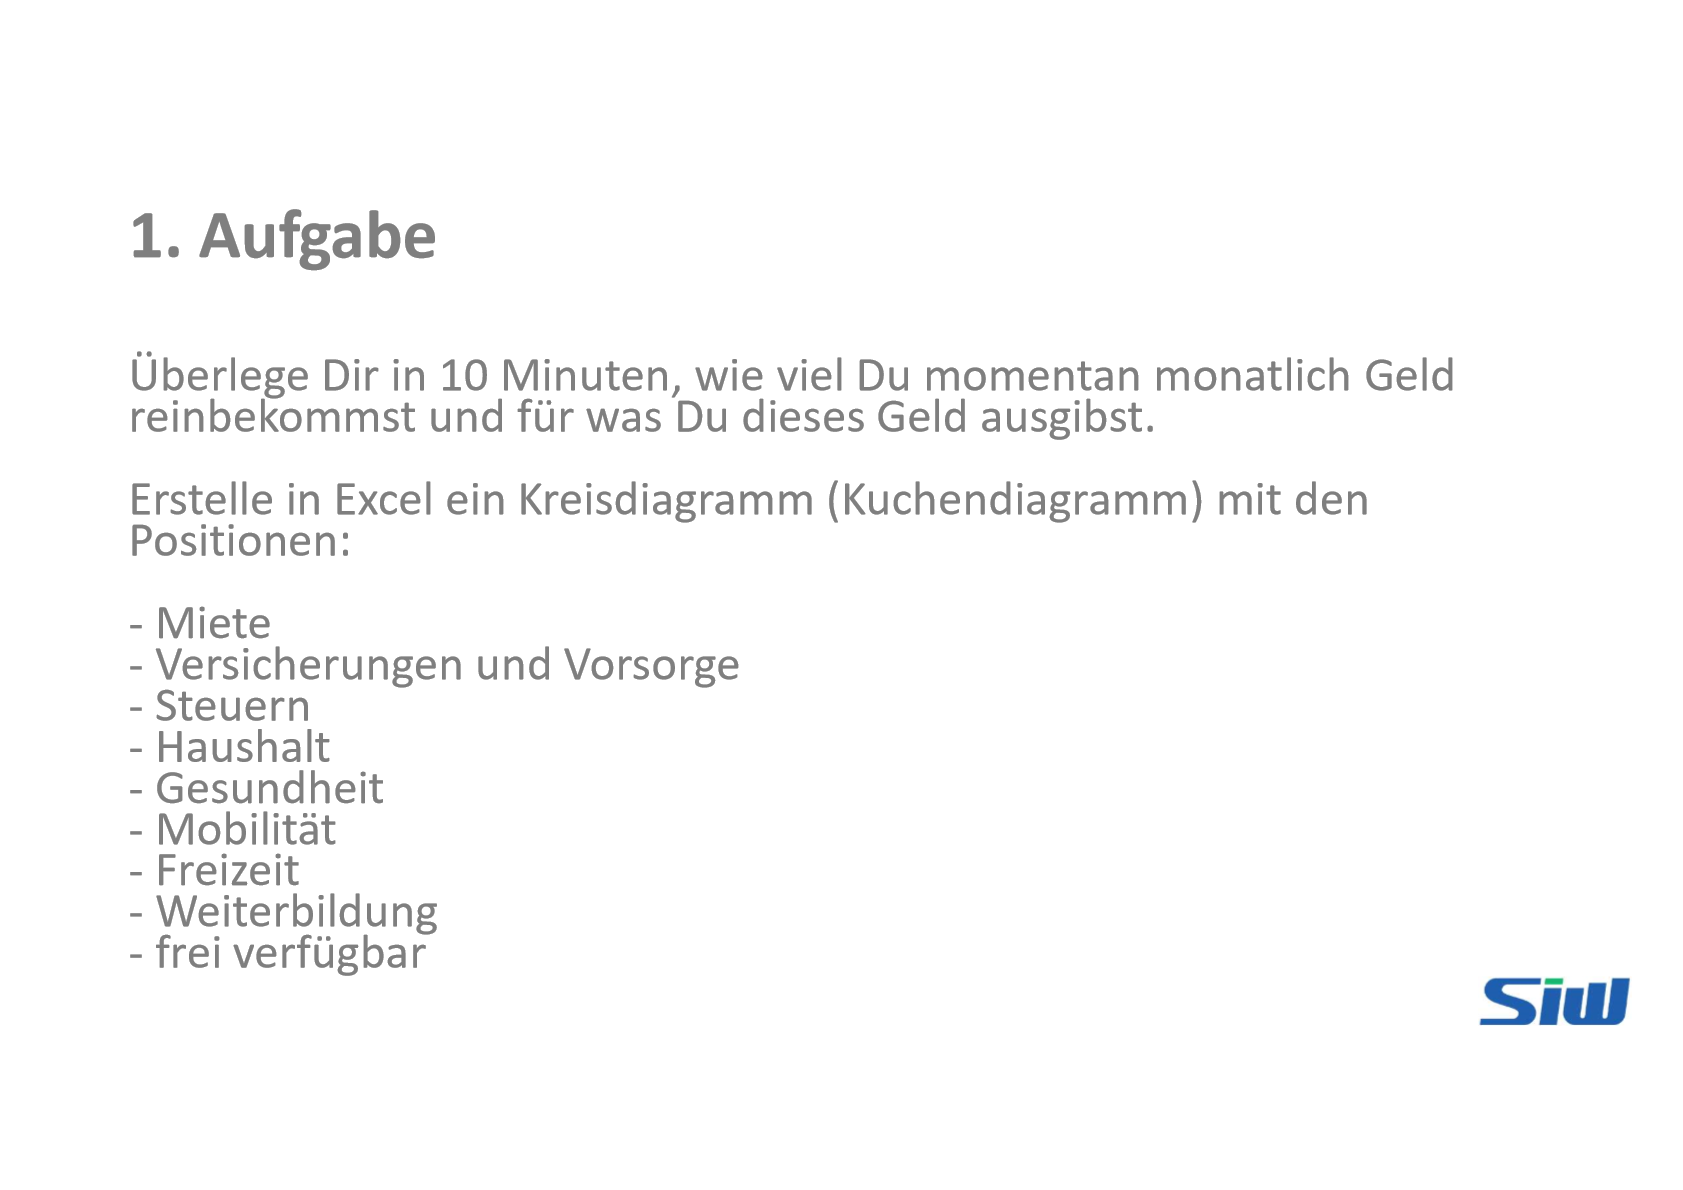 1. Aufgabe
Überlege Dir in 10 Minuten, wie viel Du momentan monatlich Geld
reinbekommst und für was Du dieses Geld ausgibst.
Erstelle in Excel ein Kreisdiagramm (Kuchendiagramm) mit den
Positionen:
- Miete
- Versicherungen und Vorsorge
- Steuern
- Haushalt
- Gesundheit
- Mobilität
- Freizeit
- Weiterbildung
- frei verfügbar
Siw